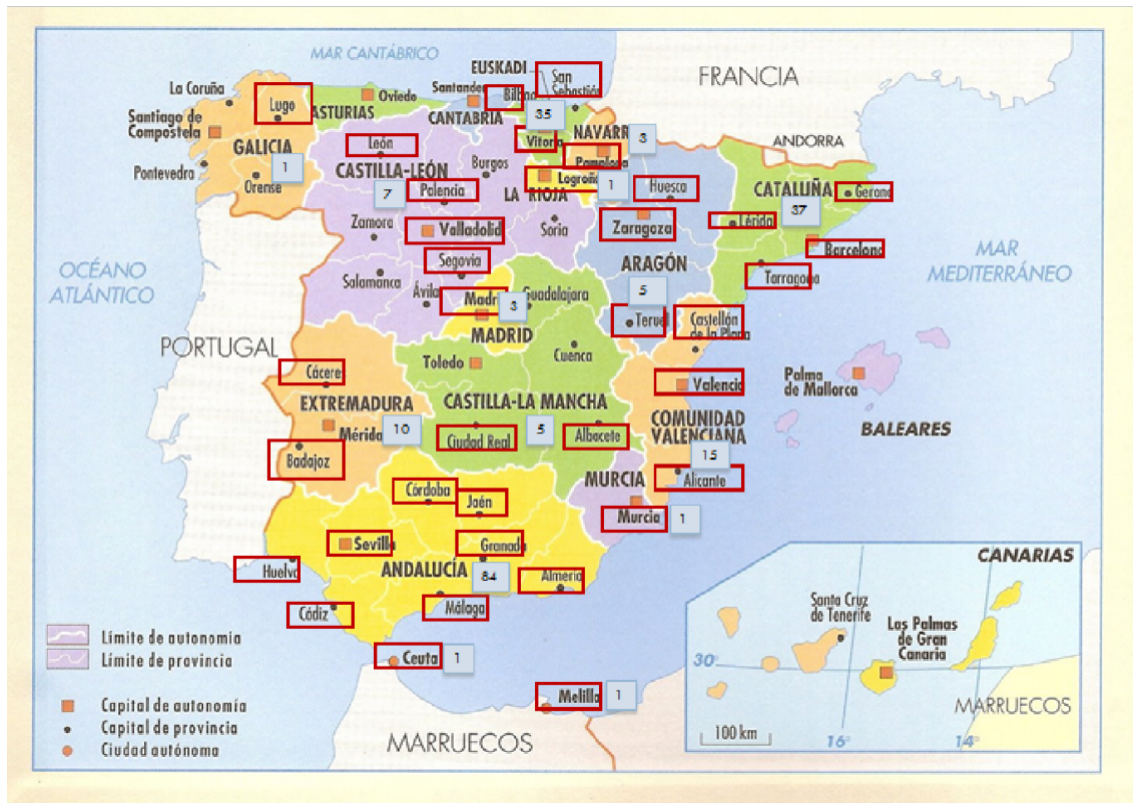 MAR CANTÁBRICO
EUSKADI
San
Sebastián
FRANCIA
La Coruña
Lugo
ASTURIAS
Oviedo
Santander
Bilbao
CANTABRIA
35
Santiago de
Compostela
Vitoria
NAVARR
3
ANDORRA
GALICIA
1
León
Pamplona
Pontevedra
Orense
CASTILLA-LEÓN
Burgos
Logroño
1
Huesca
CATALUÑA
Gerona
7
Palencia
LA RIOJA
37
Zamora
Valladolid
Soria
Zaragoza
Lérida
Barcelona
MAR
MEDITERRÁNEO
OCÉANO
ATLÁNTICO
Segovia
ARAGÓN
Tarragona
Salamanca
Ávila
Madri
3
Guadalajara
5
MADRID
Teruel
Castellón
de la Plana
PORTUGAL
Toledo
Cuenca
Cáceres
Valencia
Palma
de Mallorca
EXTREMADURA
CASTILLA-LA MANCHA
COMUNIDAD
VALENCIANA
BALEARES
Mérida
10
Ciudad Real
5
Albacete
15
Badajoz
MURCIA
Alicante
Córdoba
Jaén
Murcia
1
Sevilla
Granada
Huelva
ANDALUCÍA
84
Almería
CANARIAS
Cádiz
Málaga
Santa Cruz
de Tenerife
Las Palmas
de Gran
Canaria
Límite de autonomía
Límite de provincia
Ceuta
1
30°
Melilla
1
Capital de autonomía
Capital de provincia
Ciudad autónoma
MARRUECOS
MARRUECOS
100 km
16°
14°